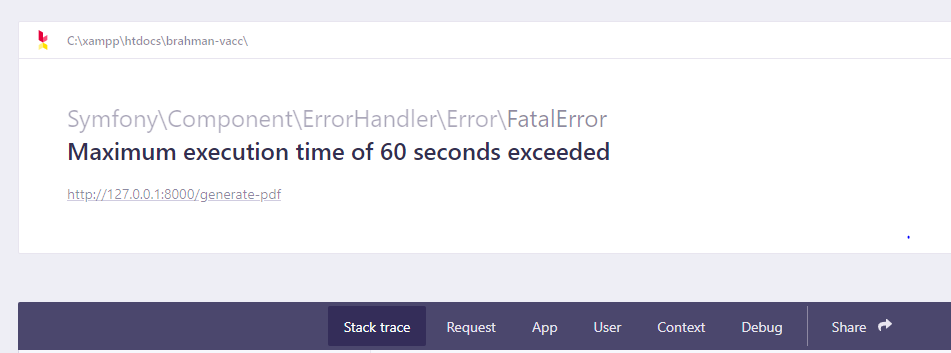 C:\xampp\htdocs\brahman-vacc\
Symfony\Component\ErrorHandler\Error\FatalError
Maximum execution time of 60 seconds exceeded
http://127.0.0.1:8000/generate-pdf
Stack trace Request App User Context Debug Share